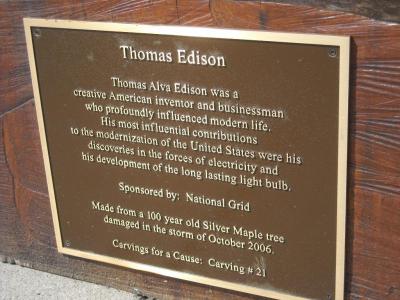 Thomas Edison
Thomas Alva Edison was a
creative American inventor and businessman
who profoundly influenced modern life.
His most influential contributions
to the modernization of the United States were his
discoveries in the forces of electricity and
his development of the long lasting light bulb.
Sponsored by: National Grid
Made from a 100 year old Silver Maple tree
damaged in the storm of October 2006.
Carvings for a Cause: Carving # 21